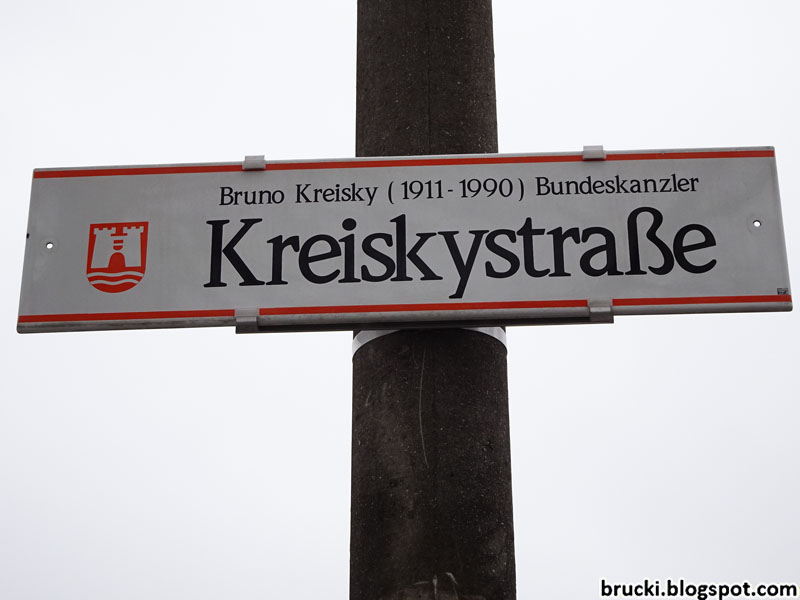 Bruno Kreisky (1911-1990) Bundeskanzler
Kreiskystraße
brucki.blogspot.com